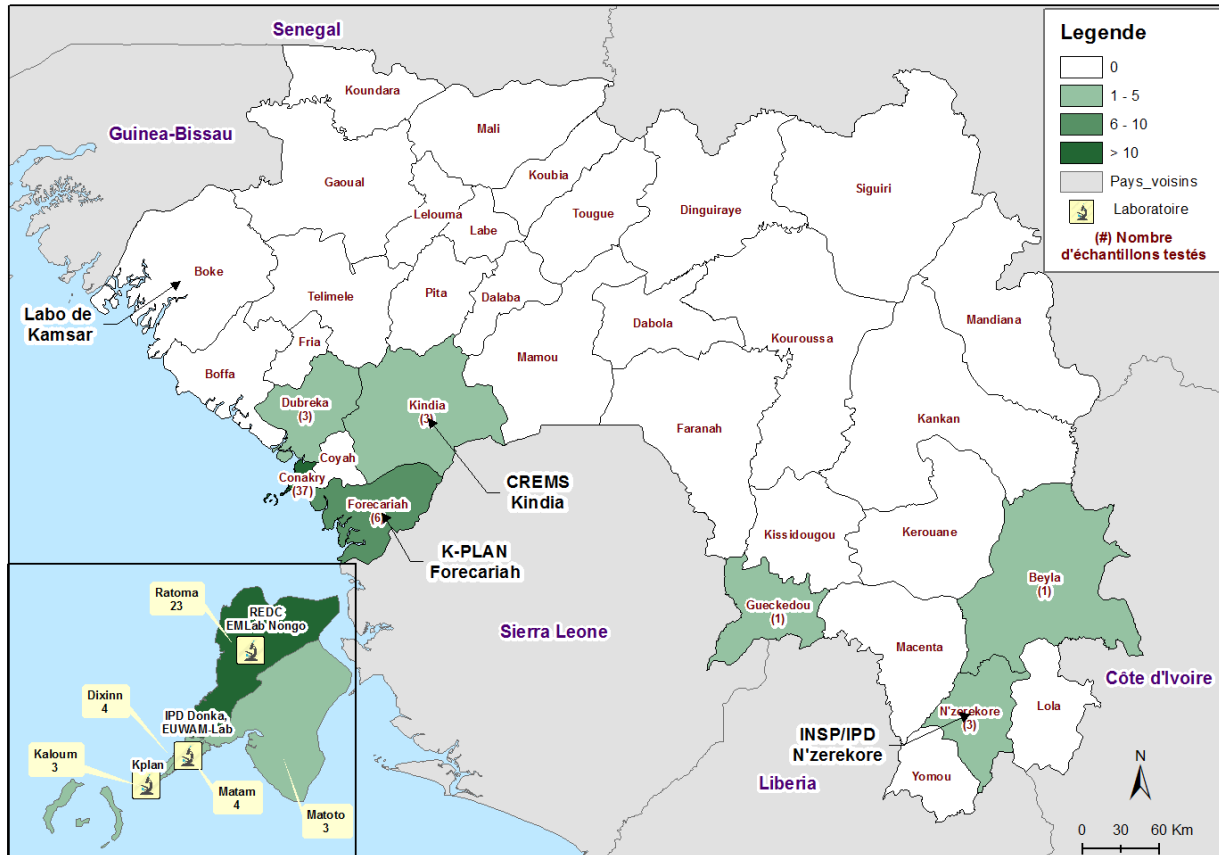 Senegal
Guinea-Bissau
Koundara
Mali
Gaoual
Koubia
Lelouma
Labe
Tougue
Dinguiraye
Siguiri
Boke
Telimele
Pita
Dalaba
Labo de
Kamsar
Fria
Boffa
Mamou
Dabola
Kouroussa
Mandiana
Dubreka
(3)
Kindia
(3)
Faranah
Kankan
Coyah
Conakry
(37)
Forecariah
(6)
CREMS
Kindia
K-PLAN
Forecariah
Kissidougou
Kerouane
Beyla
(1)
Gueckedou
(1)
Sierra Leone
Macenta
Côte d'Ivoire
N'zerekore
(3)
Lola
INSP/IPD
N'zerekore
Yomou
Liberia
Legende
0
1 - 5
6 - 10
> 10
Pays_voisins
Laboratoire
(#) Nombre
d'échantillons testés
Ratoma
23
REDC
EMLab Nongo
Dixinn
4
IPD Donka,
EUWAM-Lab
Kaloum
3
Kplan
Matam
4
Matoto
3
N
0 30 60 Km